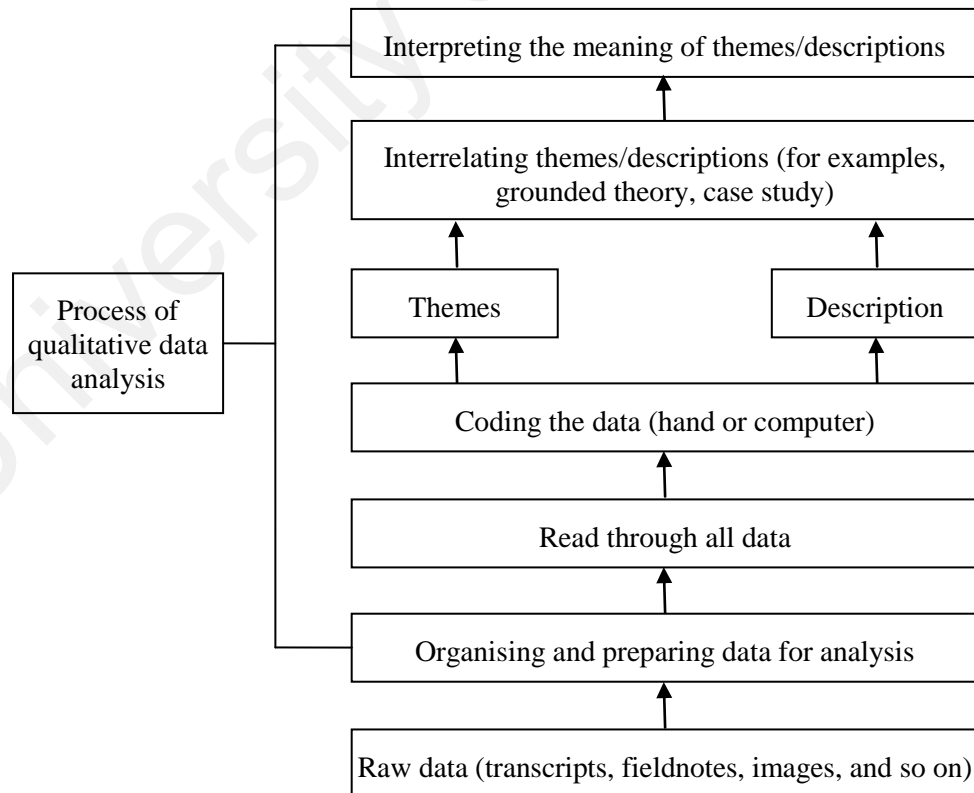 Interpreting the meaning of themes/descriptions
Interrelating themes/descriptions (for examples,
grounded theory, case study)
Themes
Description
Process of
qualitative data
analysis
Coding the data (hand or computer)
Read through all data
Organising and preparing data for analysis
Raw data (transcripts, fieldnotes, images, and so on)
University